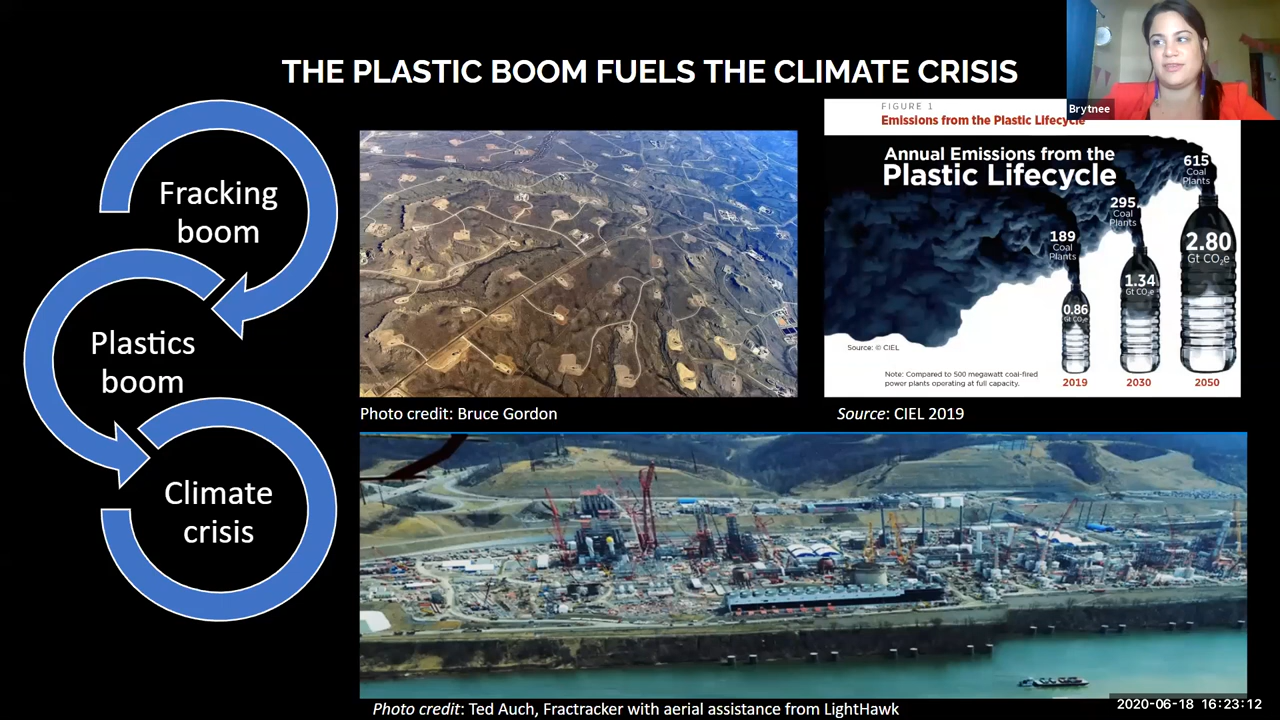 THE PLASTIC BOOM FUELS THE CLIMATE CRISIS
Brytnee
Fracking
boom
Plastics
boom
Climate
crisis
Photo credit: Bruce Gordon
FIGURE 1
Emissions from the Plastic Lifecycle
Annual Emissions from the
Plastic Lifecycle
189
Coal
Plants
295
Coal
Plants
615
Coal
Plants
0.86
Gt CO₂e
1.34
Gt CO₂e
2.80
Gt CO₂e
Source: © CIEL
Note: Compared to 500 megawatt coal-fired
power plants operating at full capacity.
2019
2030
2050
Source: CIEL 2019
Photo credit: Ted Auch, Fractracker with aerial assistance from LightHawk
2020-06-18 16:23:12